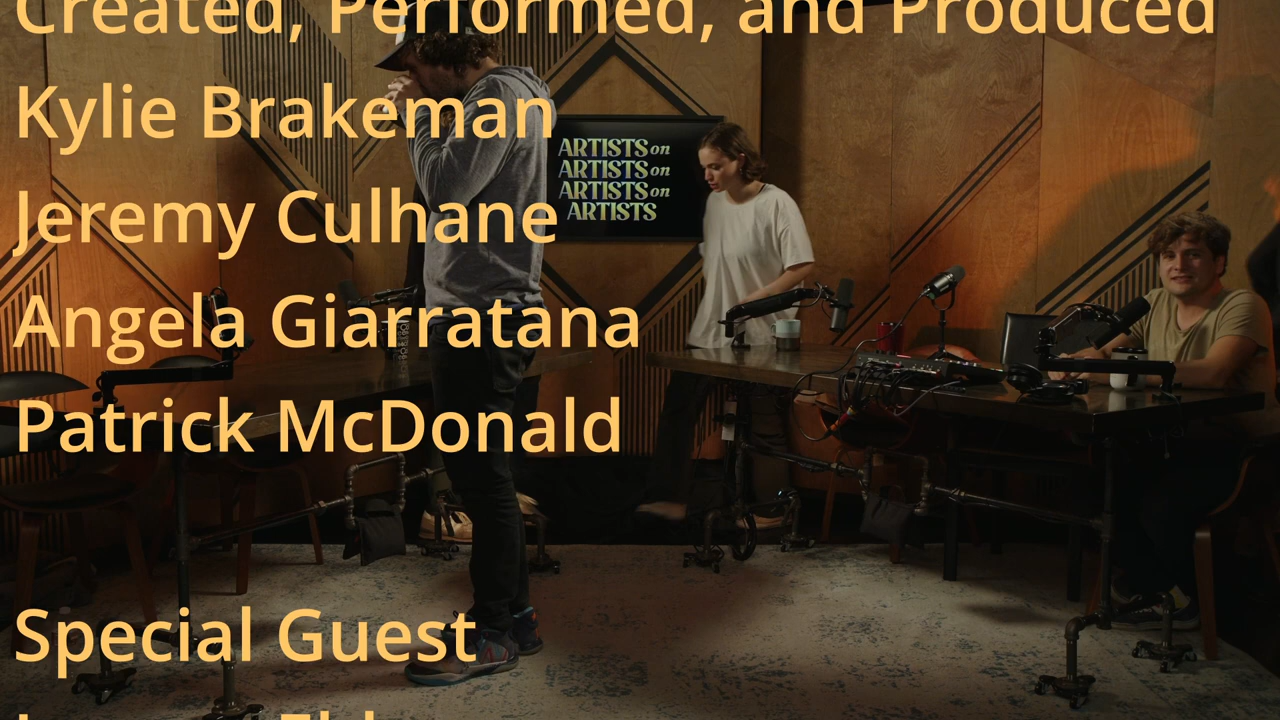 Created, Performed, and Produced
Kylie Brakeman
Jeremy Culhane
Angela Giarratana
Patrick McDonald
Special Guest
ARTISTS on
ARTISTS on
ARTISTS on
ARTISTS